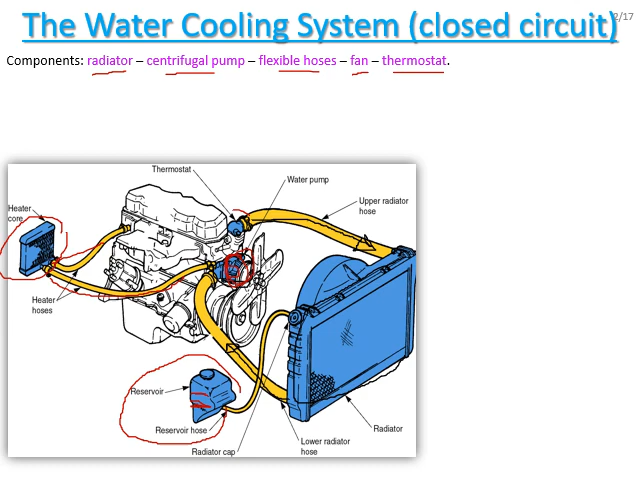 The Water Cooling System (closed circuit)
2/17
Components: radiator – centrifugal pump – flexible hoses – fan – thermostat.
Thermostat
Water pump
Upper radiator
hose
Heater
core
Heater
hoses
Reservoir
Reservoir hose
Radiator cap
Lower radiator
hose
Radiator